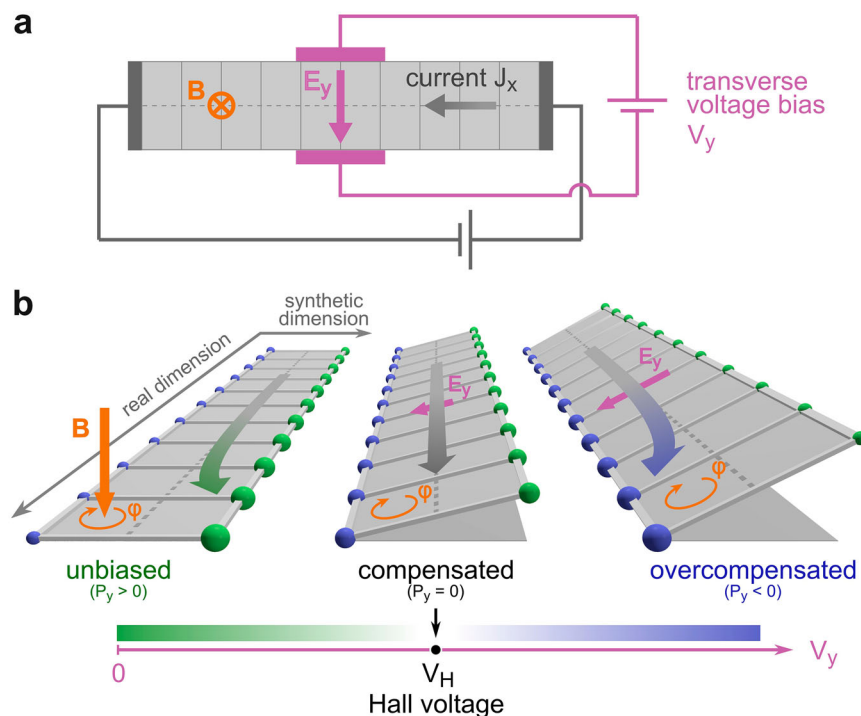 a
B
E_y
current J_x
transverse
voltage bias
V_y
b
synthetic
dimension
real dimension
B
φ
E_y
φ
E_y
φ
unbiased
(P_y > 0)
compensated
(P_y = 0)
overcompensated
(P_y < 0)
0
V_H
V_y
Hall voltage